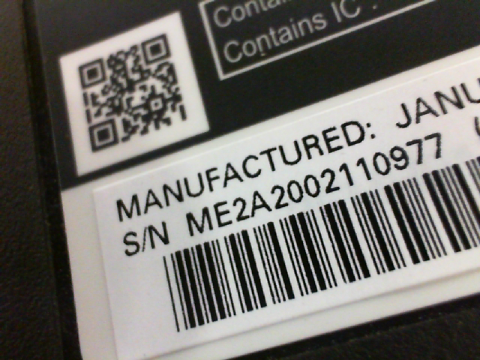 Contains IC :
MANUFACTURED: JANU
S/N ME2A2002110977